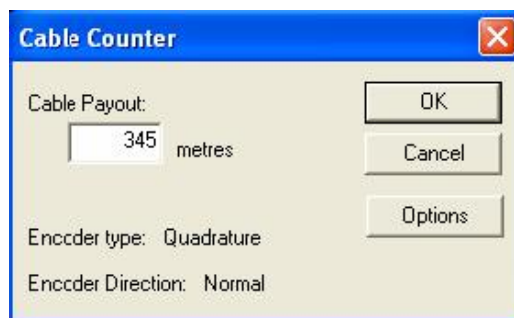 Cable Counter
Cable Payout:
345 metres
OK
Cancel
Options
Enccder type: Quadrature
Enccder Direction: Normal